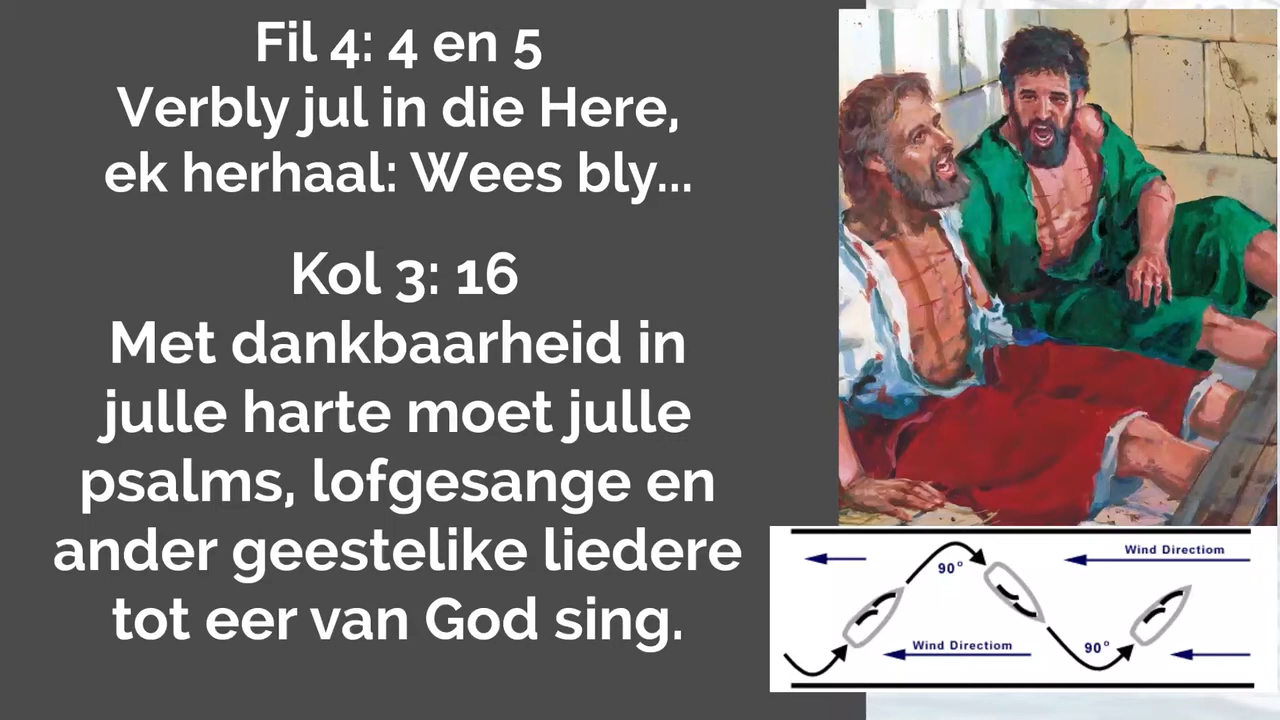 Fil 4: 4 en 5
Verbly jul in die Here,
ek herhaal: Wees bly...
Kol 3: 16
Met dankbaarheid in
julle harte moet julle
psalms, lofgesange en
ander geestelike liedere
tot eer van God sing.
Wind Directiom
90°
Wind Directiom
90°